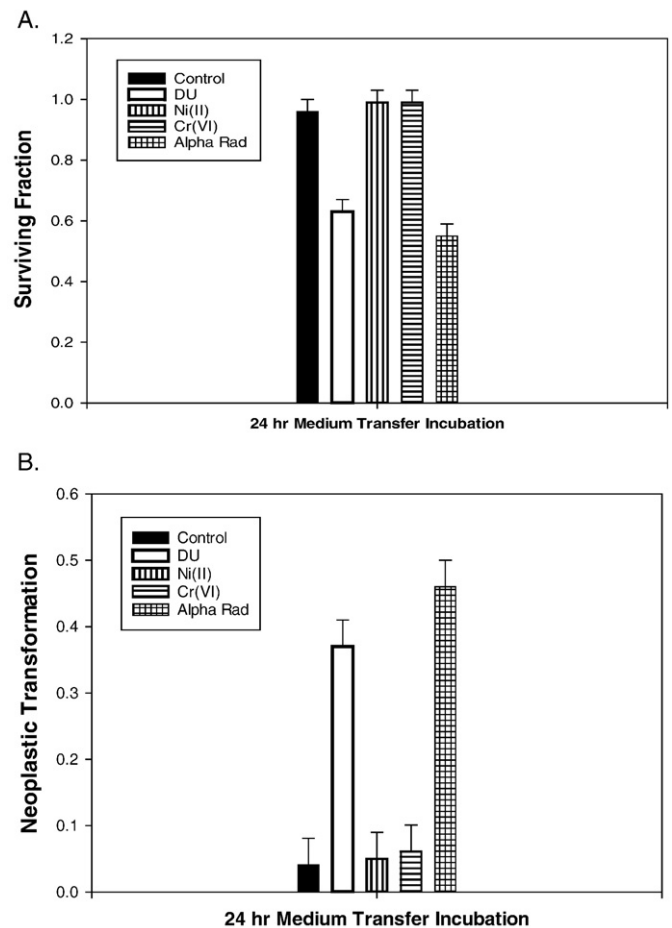 A.
1.2
1.0
0.8
0.6
0.4
0.2
0.0
Surviving Fraction
Control
DU
Ni(II)
Cr(VI)
Alpha Rad
24 hr Medium Transfer Incubation
B.
0.6
0.5
0.4
0.3
0.2
0.1
0.0
Neoplastic Transformation
Control
DU
Ni(II)
Cr(VI)
Alpha Rad
24 hr Medium Transfer Incubation